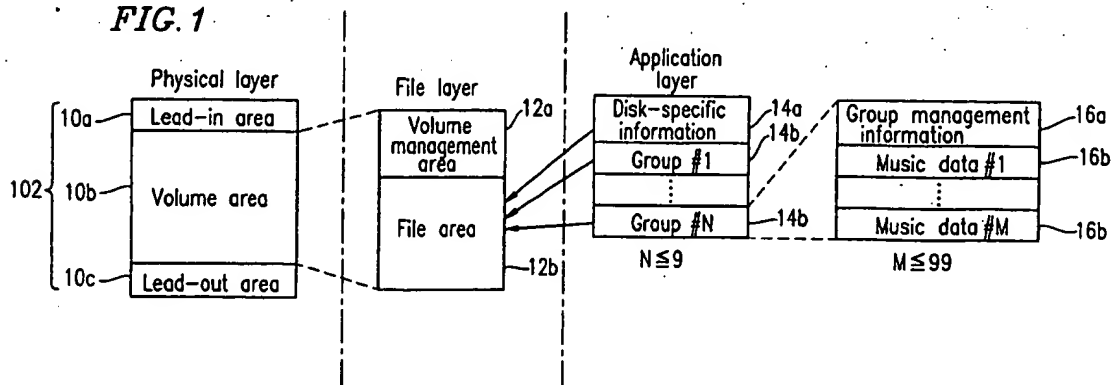 FIG. 1
Physical layer
10a
Lead-in area
102
10b
Volume area
10c
Lead-out area
File layer
12a
Volume
management
area
File area
12b
Application
layer
Disk-specific
information
14a
14b
Group #1
Group #N
14b
N≦9
Group management
information
16a
Music data #1
16b
Music data #M
16b
M≦99